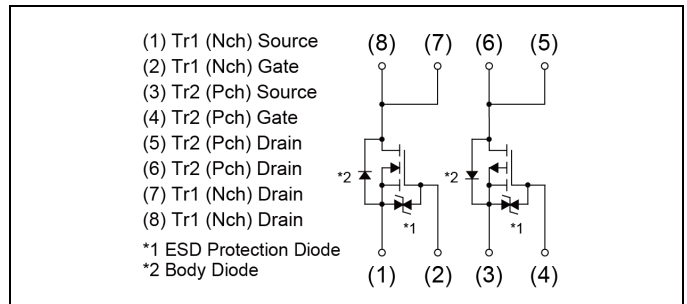 (1) Tr1 (Nch) Source
(2) Tr1 (Nch) Gate
(3) Tr2 (Pch) Source
(4) Tr2 (Pch) Gate
(5) Tr2 (Pch) Drain
(6) Tr2 (Pch) Drain
(7) Tr1 (Nch) Drain
(8) Tr1 (Nch) Drain
*1 ESD Protection Diode
*2 Body Diode
(8) (7) (6) (5)
*2 *2
*1 *1
(1) (2) (3) (4)